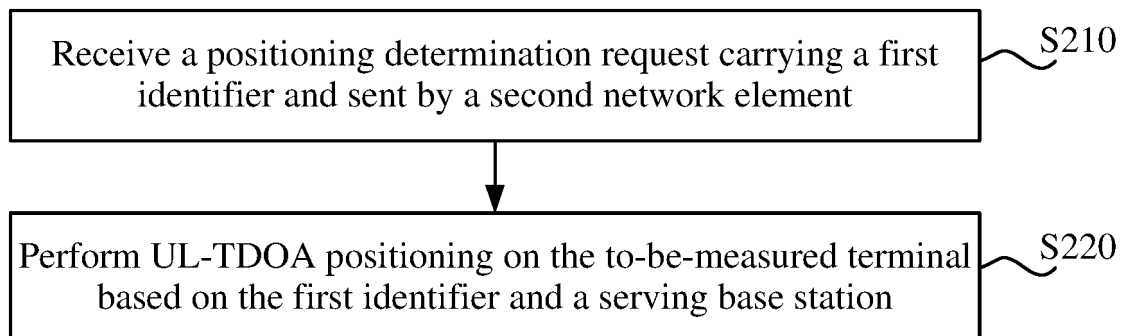 Receive a positioning determination request carrying a first
identifier and sent by a second network element
S210
Perform UL-TDOA positioning on the to-be-measured terminal
based on the first identifier and a serving base station
S220